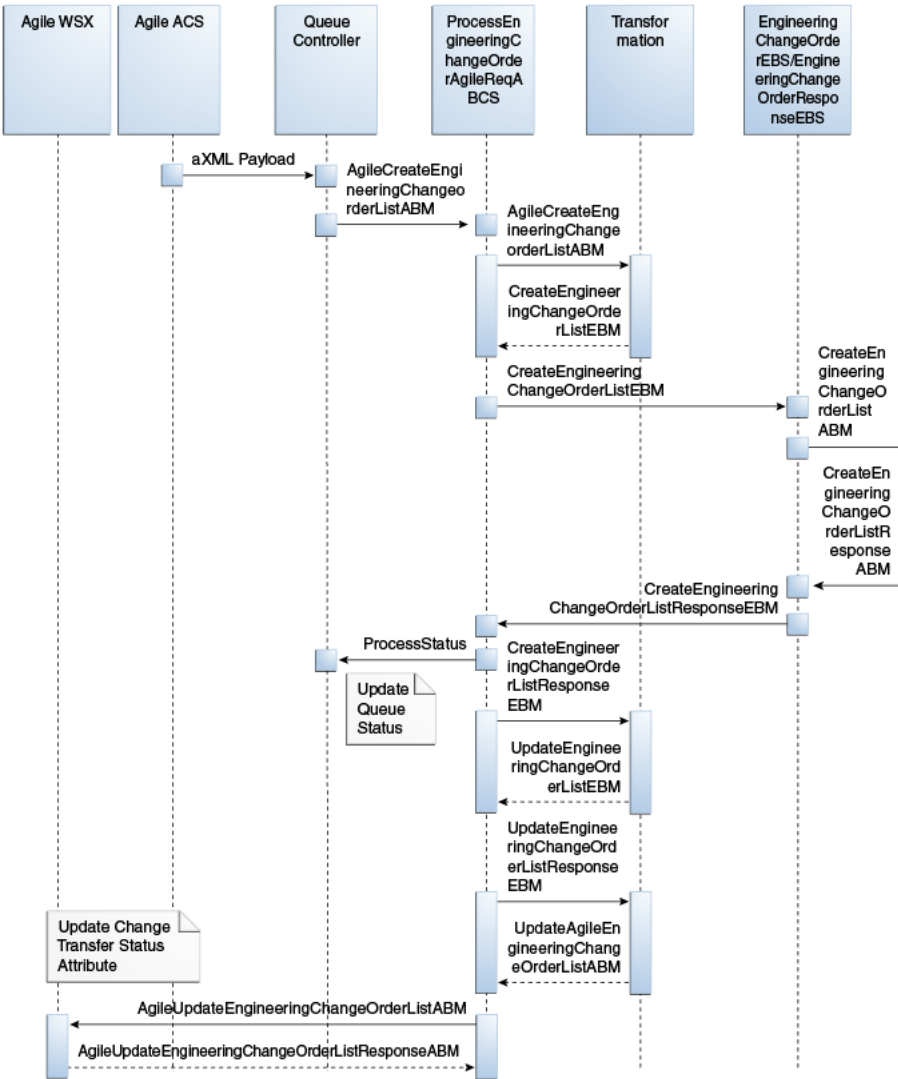 Agile WSX
Agile ACS
Queue
Controller
ProcessEn
gineeringC
hangeOrde
rAgileReqA
BCS
Transfor
mation
Engineering
ChangeOrde
rEBS/Engine
eringChange
OrderRespo
nseEBS
aXML Payload
AgileCreateEngi
neeringChangeo
rderListABM
AgileCreateEng
ineeringChange
orderListABM
CreateEngineer
ingChangeOrde
rListEBM
CreateEngineering
ChangeOrderListEBM
CreateEn
gineering
ChangeO
rderList
ABM
CreateEn
gineering
ChangeO
rderListR
esponse
ABM
CreateEngineering
ChangeOrderListResponseEBM
ProcessStatus
Update
Queue
Status
CreateEngineer
ingChangeOrde
rListResponse
EBM
UpdateEnginee
ringChangeOrd
erListEBM
UpdateEnginee
ringChangeOrd
erListResponse
EBM
UpdateAgileEn
gineeringChang
eOrderListABM
Update Change
Transfer Status
Attribute
AgileUpdateEngineeringChangeOrderListABM
AgileUpdateEngineeringChangeOrderListResponseABM